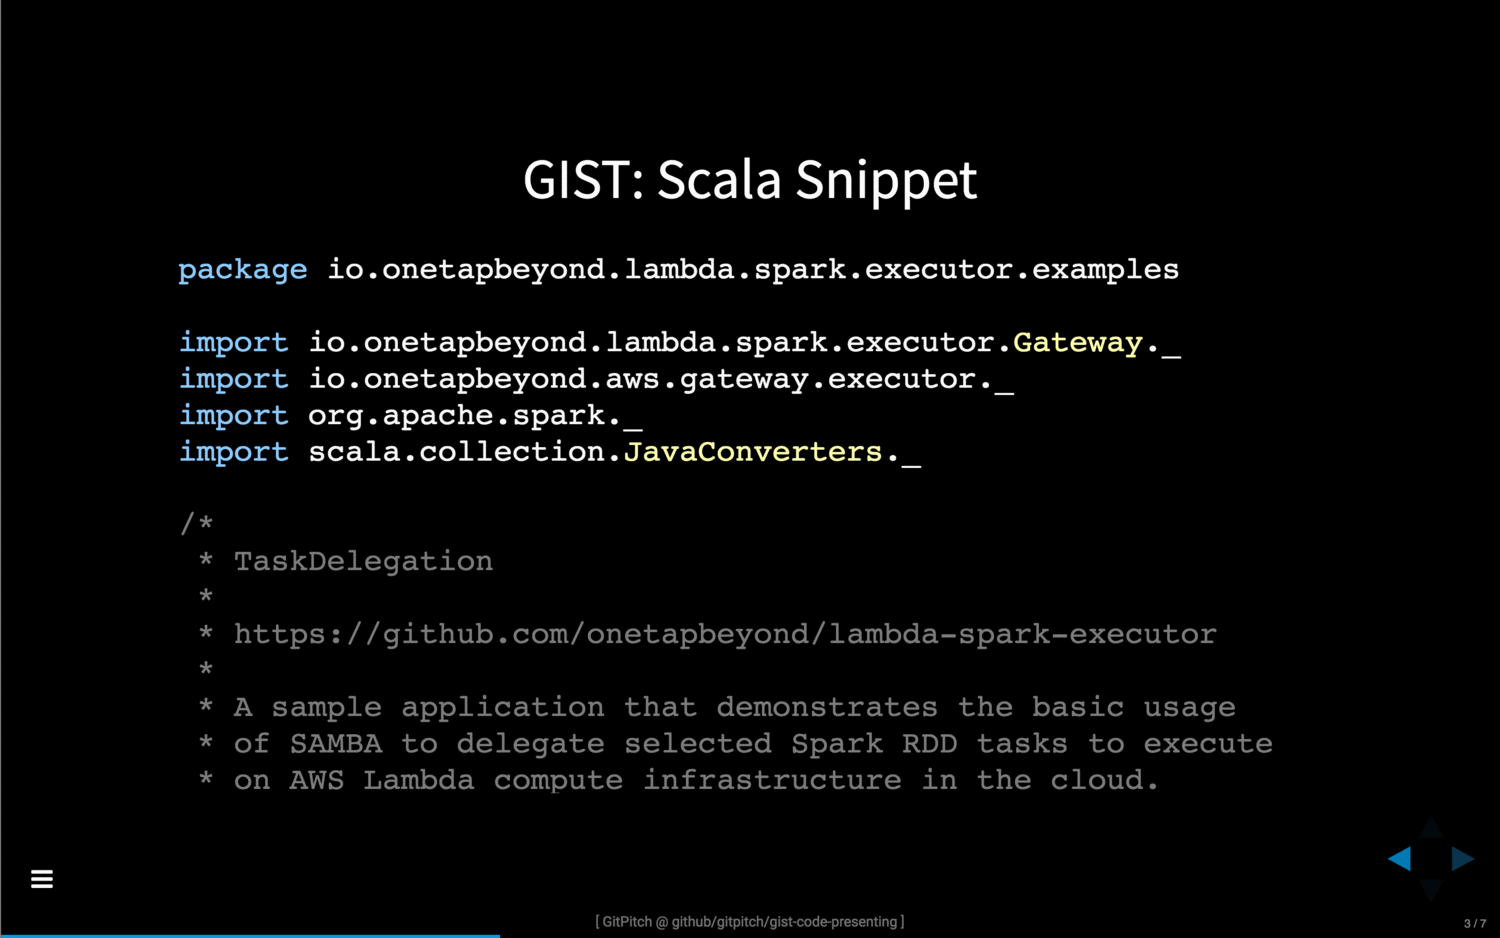 GIST: Scala Snippet
package io.onetapbeyond.lambda.spark.executor.examples
import io.onetapbeyond.lambda.spark.executor.Gateway._
import io.onetapbeyond.aws.gateway.executor._
import org.apache.spark._
import scala.collection.JavaConverters._
/*
* TaskDelegation
*
* https://github.com/onetapbeyond/lambda-spark-executor
*
* A sample application that demonstrates the basic usage
* of SAMBA to delegate selected Spark RDD tasks to execute
* on AWS Lambda compute infrastructure in the cloud.
[ GitPitch @ github/gitpitch/gist-code-presenting ]
3 / 7